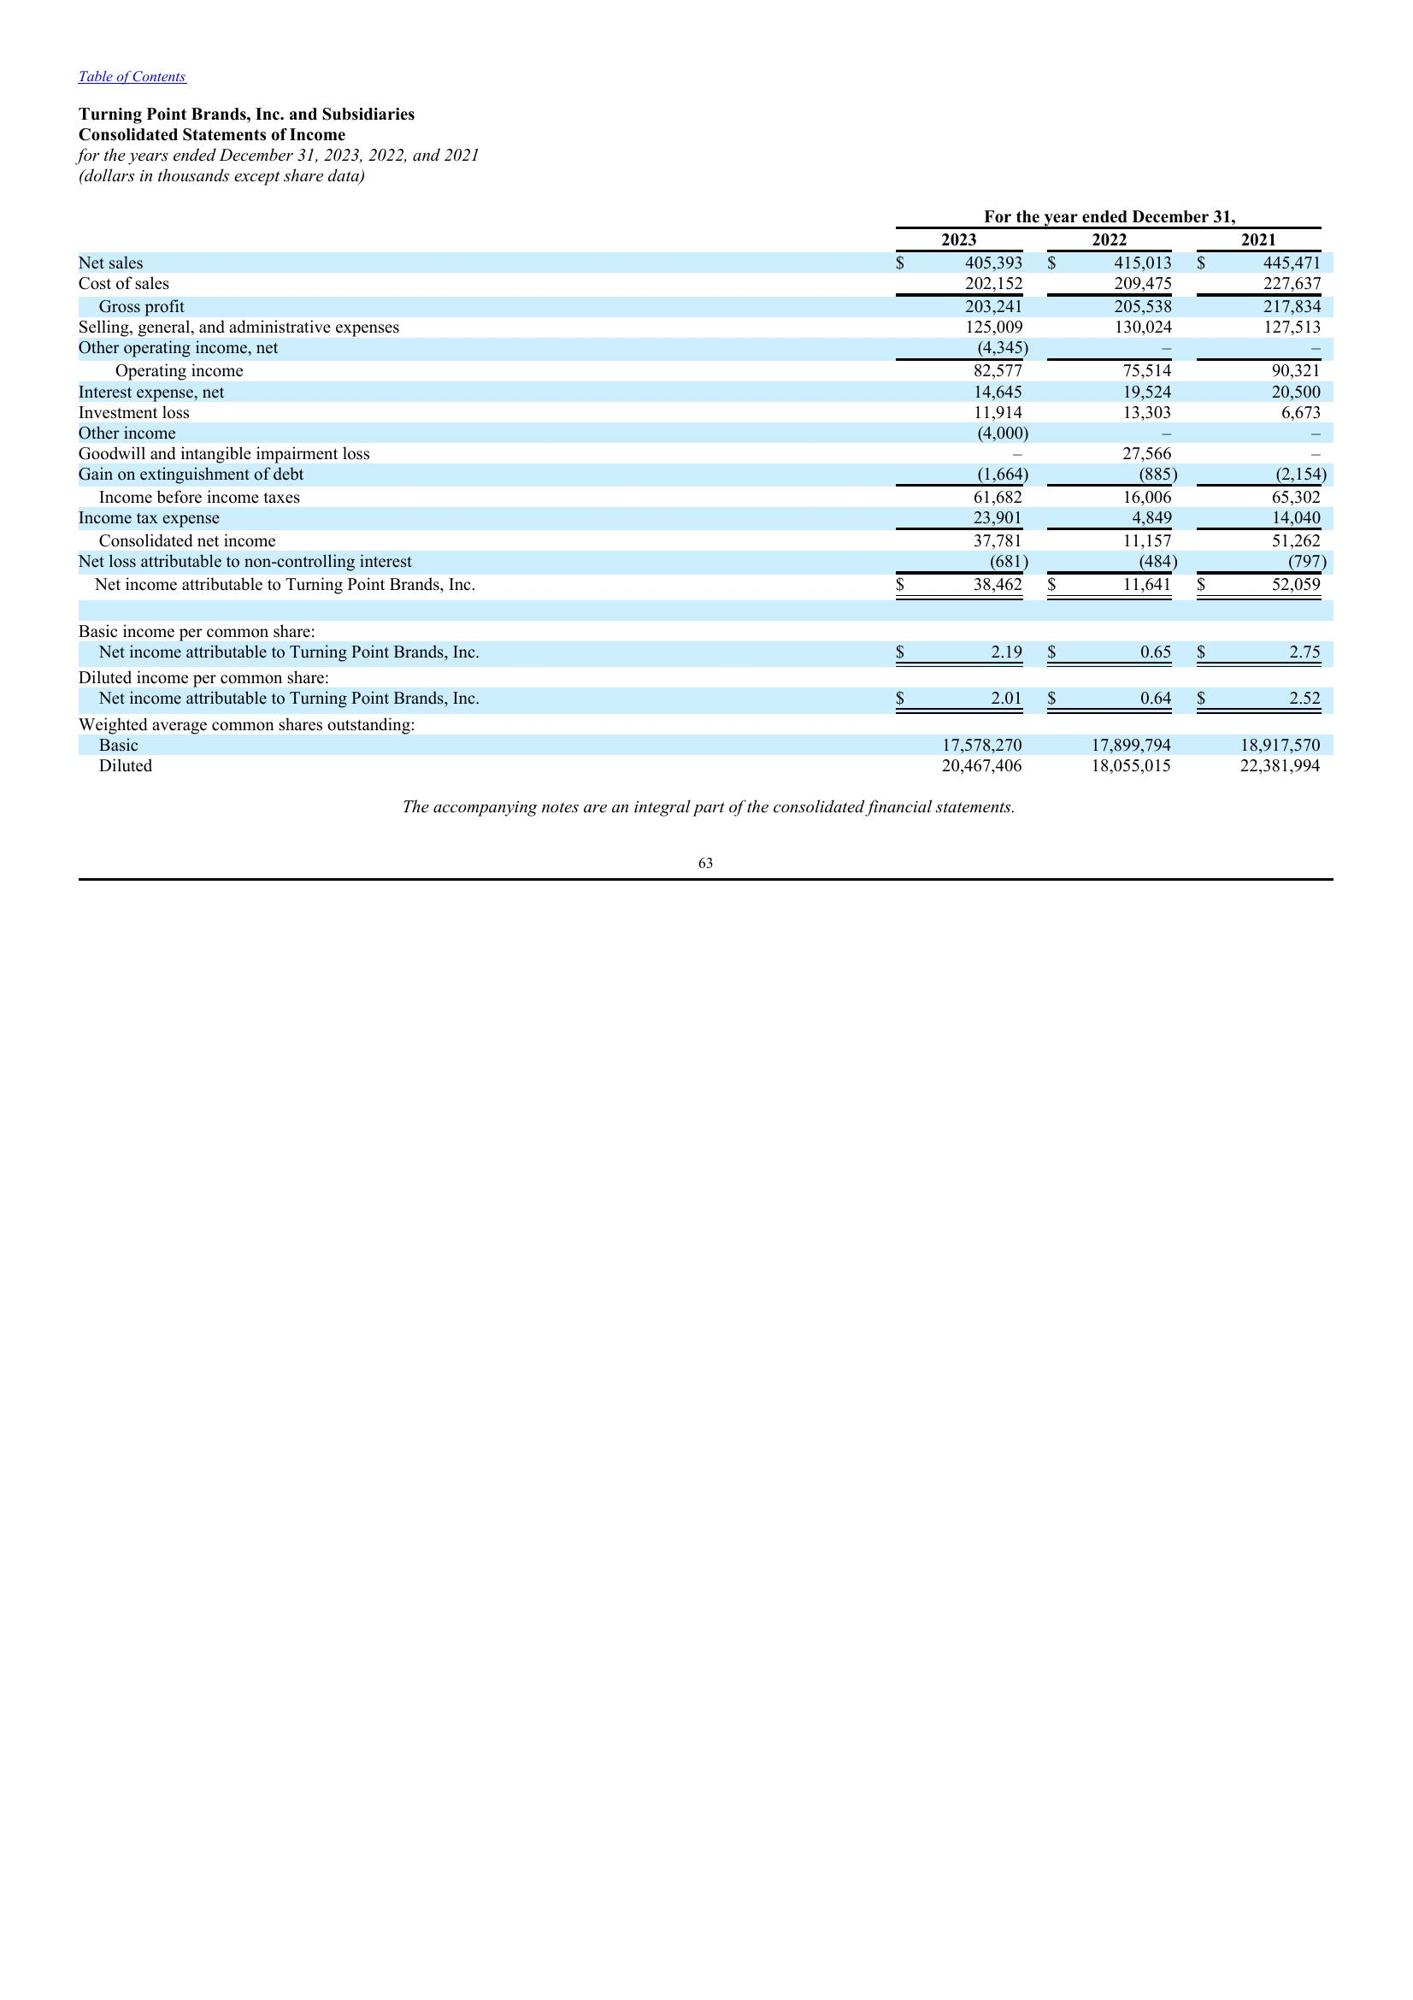 Table of Contents
Turning Point Brands, Inc. and Subsidiaries
Consolidated Statements of Income
for the years ended December 31, 2023, 2022, and 2021
(dollars in thousands except share data)
For the year ended December 31,
2023 2022 2021
Net sales $ 405,393 $ 415,013 $ 445,471
Cost of sales 202,152 209,475 227,637
Gross profit 203,241 205,538 217,834
Selling, general, and administrative expenses 125,009 130,024 127,513
Other operating income, net (4,345) – –
Operating income 82,577 75,514 90,321
Interest expense, net 14,645 19,524 20,500
Investment loss 11,914 13,303 6,673
Other income (4,000) – –
Goodwill and intangible impairment loss – 27,566 –
Gain on extinguishment of debt (1,664) (885) (2,154)
Income before income taxes 61,682 16,006 65,302
Income tax expense 23,901 4,849 14,040
Consolidated net income 37,781 11,157 51,262
Net loss attributable to non-controlling interest (681) (484) (797)
Net income attributable to Turning Point Brands, Inc. $ 38,462 $ 11,641 $ 52,059
Basic income per common share:
Net income attributable to Turning Point Brands, Inc. $ 2.19 $ 0.65 $ 2.75
Diluted income per common share:
Net income attributable to Turning Point Brands, Inc. $ 2.01 $ 0.64 $ 2.52
Weighted average common shares outstanding:
Basic 17,578,270 17,899,794 18,917,570
Diluted 20,467,406 18,055,015 22,381,994
The accompanying notes are an integral part of the consolidated financial statements.
63